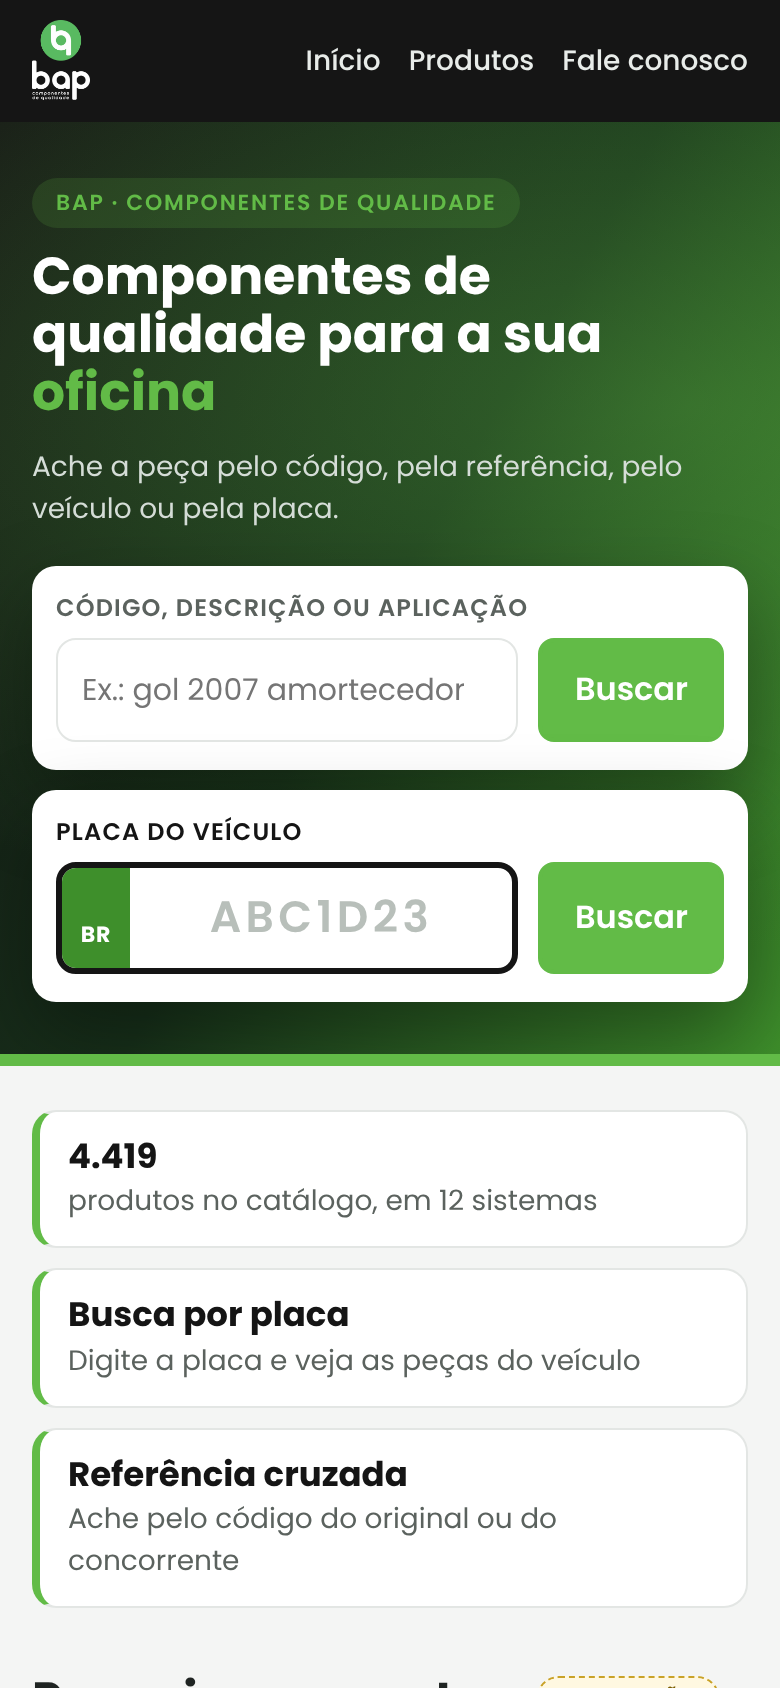 bap
componentes
de qualidade
Início Produtos Fale conosco
BAP · COMPONENTES DE QUALIDADE
Componentes de
qualidade para a sua
oficina
Ache a peça pelo código, pela referência, pelo
veículo ou pela placa.
CÓDIGO, DESCRIÇÃO OU APLICAÇÃO
Ex.: gol 2007 amortecedor Buscar
PLACA DO VEÍCULO
BR ABC1D23 Buscar
4.419
produtos no catálogo, em 12 sistemas
Busca por placa
Digite a placa e veja as peças do veículo
Referência cruzada
Ache pelo código do original ou do
concorrente